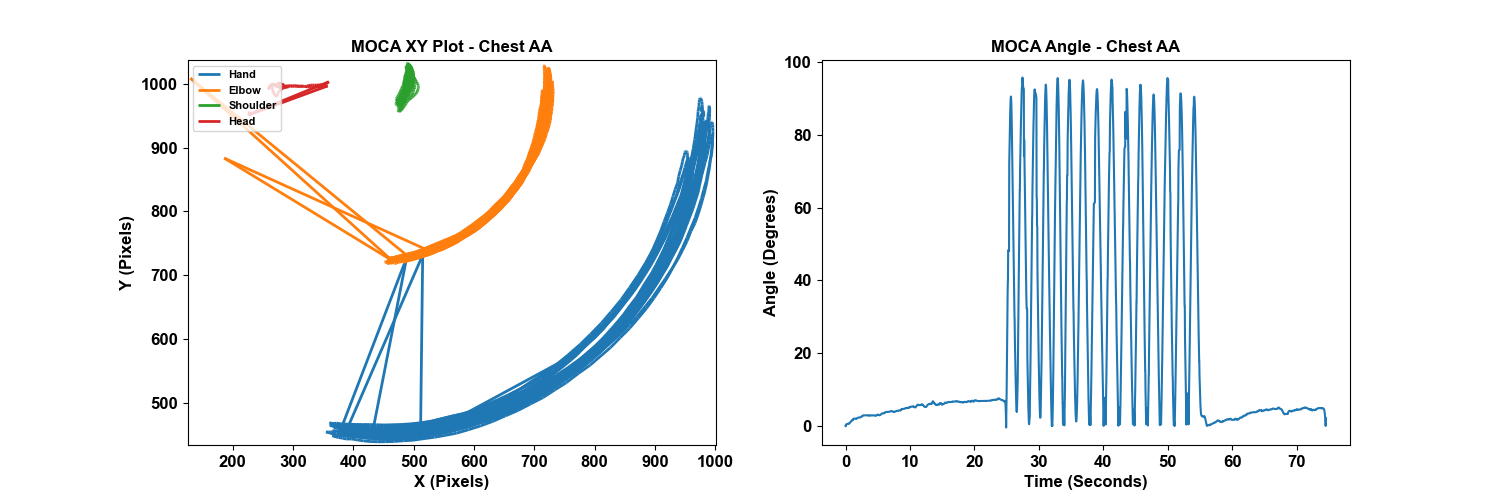 MOCA XY Plot - Chest AA
Hand
Elbow
Shoulder
Head
1000
900
800
700
600
500
Y (Pixels)
200 300 400 500 600 700 800 900 1000
X (Pixels)
MOCA Angle - Chest AA
100
80
60
40
20
0
Angle (Degrees)
0 10 20 30 40 50 60 70
Time (Seconds)